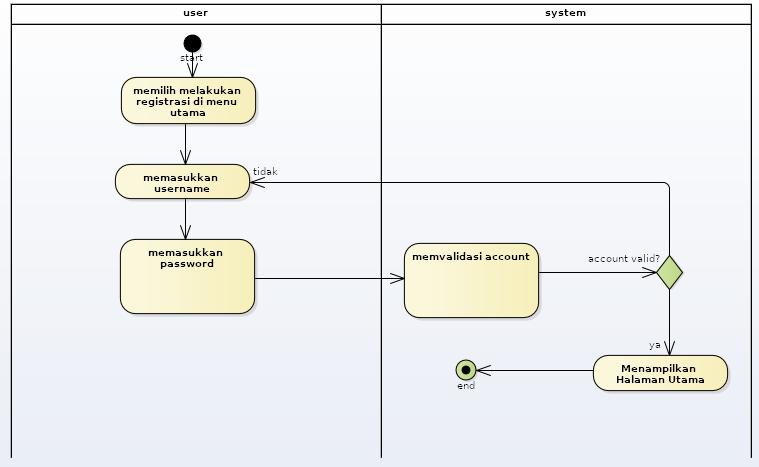 user
system
start
memilih melakukan
registrasi di menu
utama
memasukkan
username
tidak
memasukkan
password
memvalidasi account
account valid?
ya
Menampilkan
Halaman Utama
end